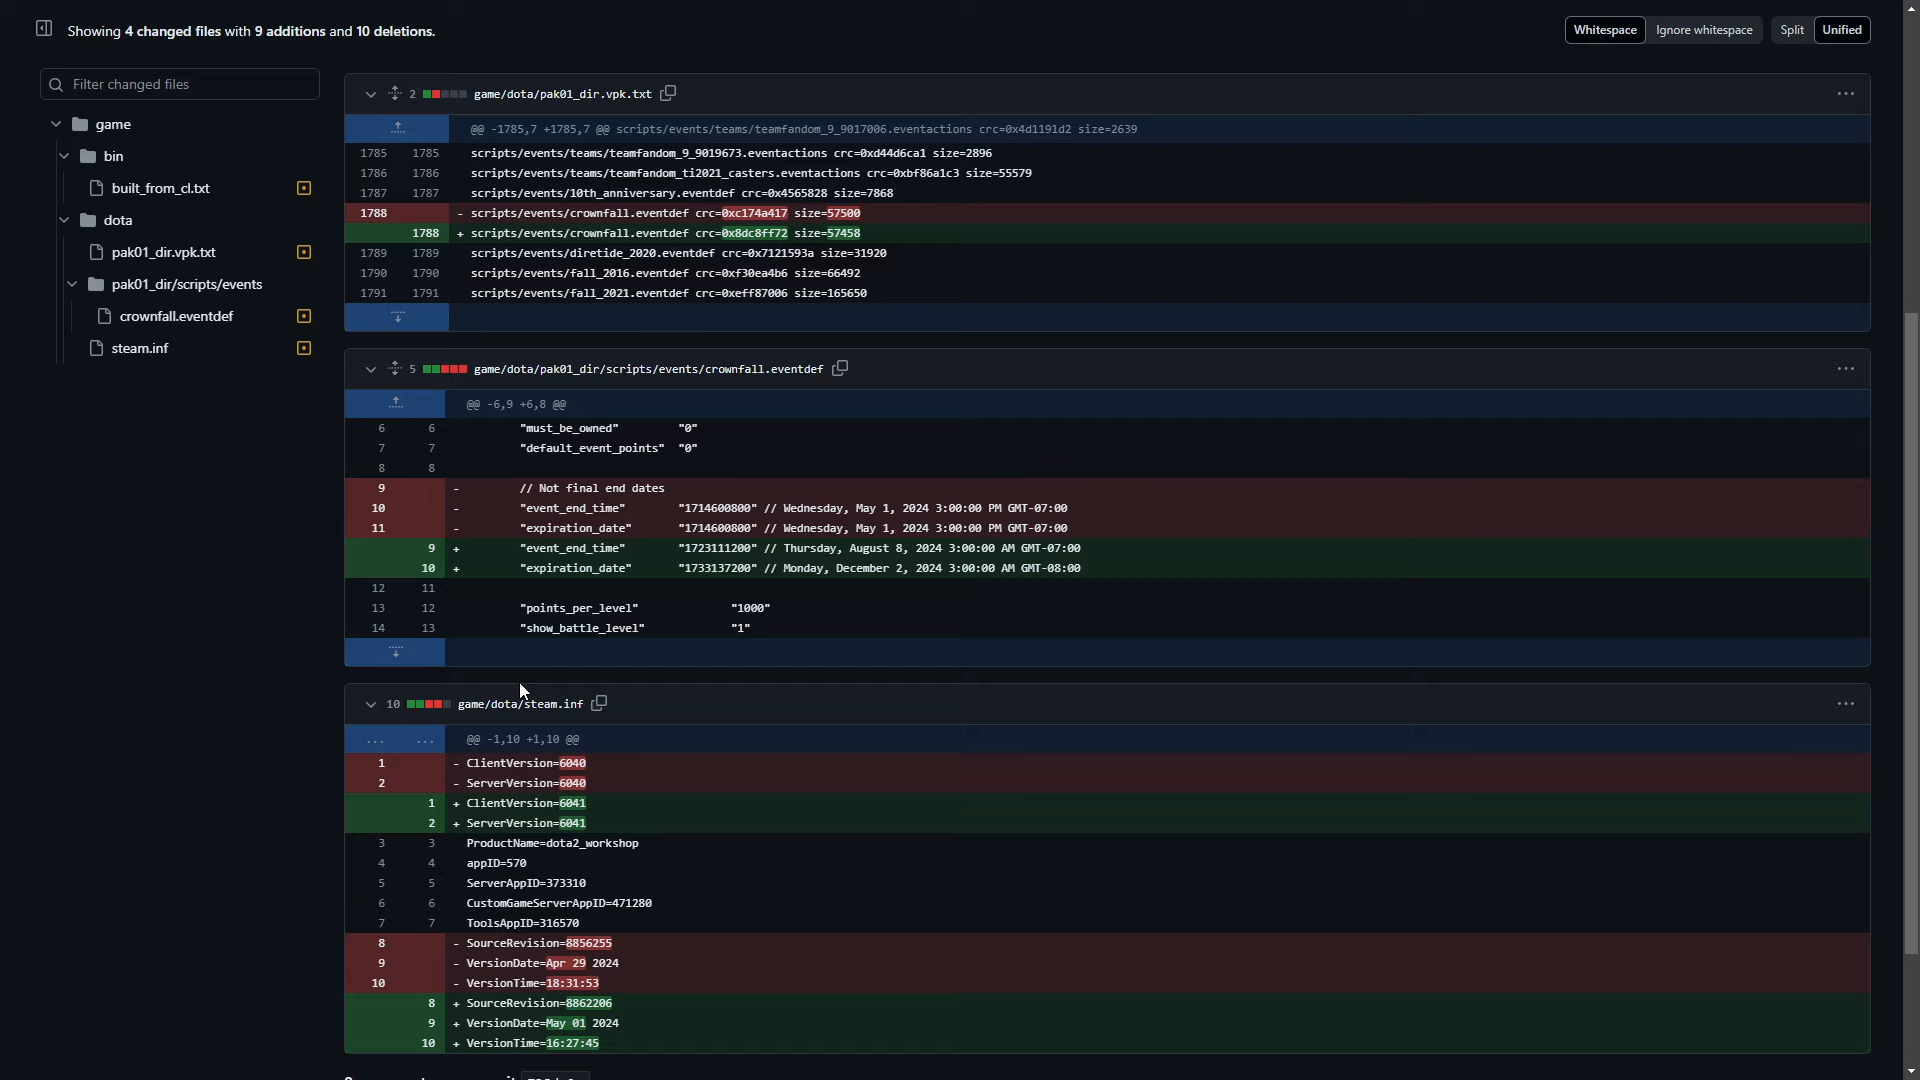 Showing 4 changed files with 9 additions and 10 deletions.
Whitespace Ignore whitespace Split Unified
Filter changed files
game
bin
built_from_cl.txt
dota
pak01_dir.vpk.txt
pak01_dir/scripts/events
crownfall.eventdef
steam.inf
2 game/dota/pak01_dir.vpk.txt
@@ -1785,7 +1785,7 @@ scripts/events/teams/teamfandom_9_9017006.eventactions crc=0x4d1191d2 size=2639
1785 1785 scripts/events/teams/teamfandom_9_9019673.eventactions crc=0xd44d6ca1 size=2896
1786 1786 scripts/events/teams/teamfandom_ti2021_casters.eventactions crc=0xbf86a1c3 size=55579
1787 1787 scripts/events/10th_anniversary.eventdef crc=0x4565828 size=7868
1788 - scripts/events/crownfall.eventdef crc=0xc174a417 size=57500
1788 + scripts/events/crownfall.eventdef crc=0x8dc8ff72 size=57458
1789 1789 scripts/events/diretide_2020.eventdef crc=0x7121593a size=31920
1790 1790 scripts/events/fall_2016.eventdef crc=0xf30ea4b6 size=66492
1791 1791 scripts/events/fall_2021.eventdef crc=0xeff87006 size=165650
5 game/dota/pak01_dir/scripts/events/crownfall.eventdef
@@ -6,9 +6,8 @@
6 6 "must_be_owned" "0"
7 7 "default_event_points" "0"
8 8
9 - // Not final end dates
10 - "event_end_time" "1714600800" // Wednesday, May 1, 2024 3:00:00 PM GMT-07:00
11 - "expiration_date" "1714600800" // Wednesday, May 1, 2024 3:00:00 PM GMT-07:00
9 + "event_end_time" "1723111200" // Thursday, August 8, 2024 3:00:00 AM GMT-07:00
10 + "expiration_date" "1733137200" // Monday, December 2, 2024 3:00:00 AM GMT-08:00
12 11
13 12 "points_per_level" "1000"
14 13 "show_battle_level" "1"
10 game/dota/steam.inf
@@ -1,10 +1,10 @@
1 - ClientVersion=6040
2 - ServerVersion=6040
1 + ClientVersion=6041
2 + ServerVersion=6041
3 3 ProductName=dota2_workshop
4 4 appID=570
5 5 ServerAppID=373310
6 6 CustomGameServerAppID=471280
7 7 ToolsAppID=316570
8 - SourceRevision=8856255
9 - VersionDate=Apr 29 2024
10 - VersionTime=18:31:53
8 + SourceRevision=8862206
9 + VersionDate=May 01 2024
10 + VersionTime=16:27:45